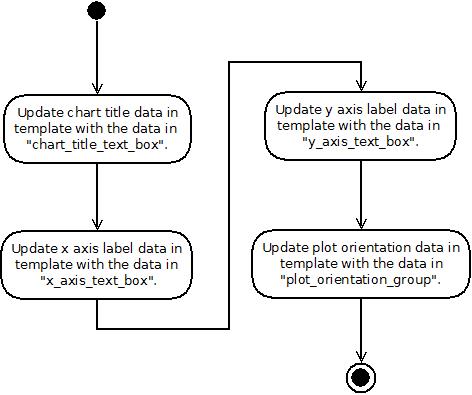 Update chart title data in
template with the data in
"chart_title_text_box".
Update x axis label data in
template with the data in
"x_axis_text_box".
Update y axis label data in
template with the data in
"y_axis_text_box".
Update plot orientation data in
template with the data in
"plot_orientation_group".